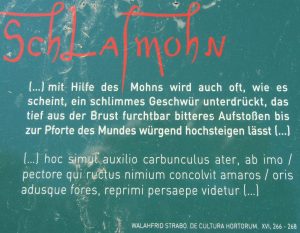 SCHLAFMOHN
(...) mit Hilfe des Mohns wird auch oft, wie es
scheint, ein schlimmes Geschwür unterdrückt, das
tief aus der Brust furchtbar bitteres Aufstoßen bis
zur Pforte des Mundes würgend hochsteigen lässt (...)
(...) hoc simul auxilio carbunculus ater, ab imo /
pectore qui ructus nimium concolvit amaros / oris
adusque fores, reprimi persaepe videtur (...)
WALAHFRID STRABO. DE CULTURA HORTORUM. XVI, 266 - 268